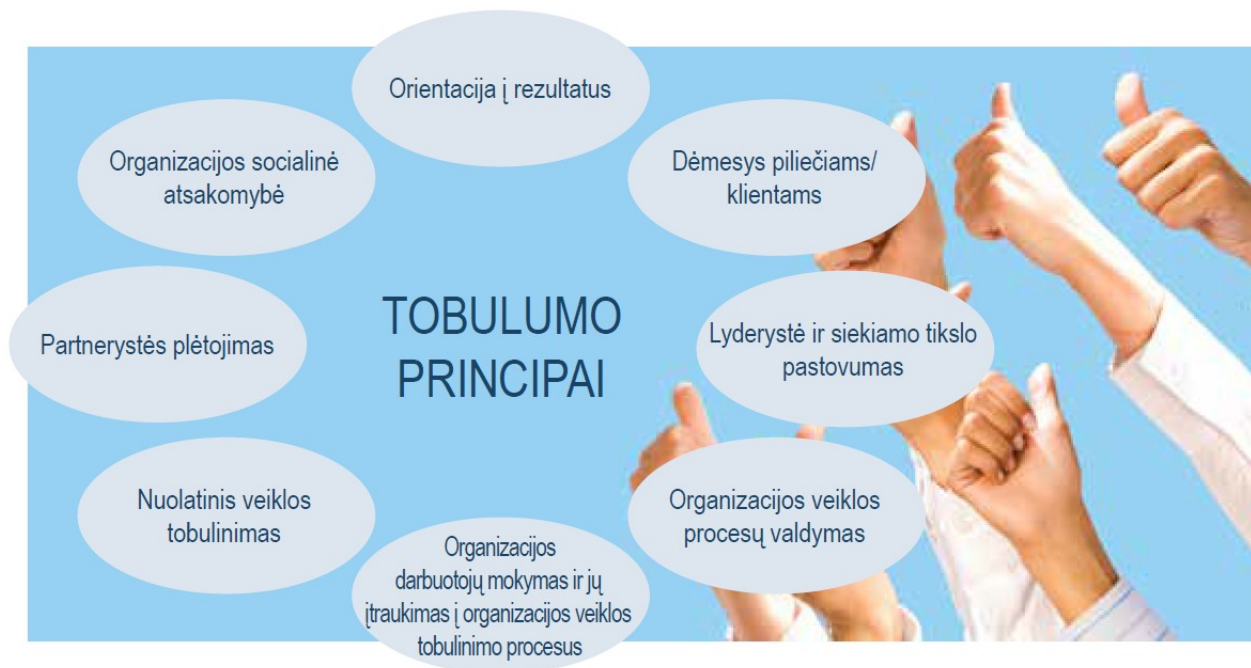 Orientacija į rezultatus
Dėmesys piliečiams/
klientams
Lyderystė ir siekiamo tikslo
pastovumas
Organizacijos veiklos
procesų valdymas
Organizacijos
darbuotojų mokymas ir jų
įtraukimas į organizacijos veiklos
tobulinimo procesus
Nuolatinis veiklos
tobulinimas
Partnerystės plėtojimas
Organizacijos socialinė
atsakomybė
TOBULUMO
PRINCIPAI